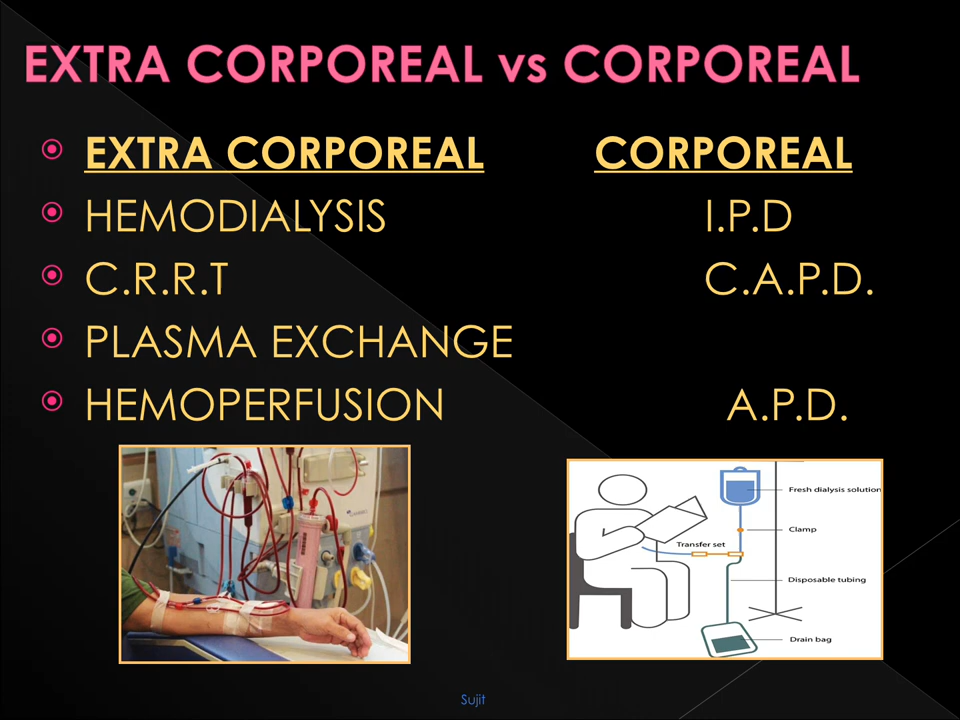 EXTRA CORPOREAL vs CORPOREAL
EXTRA CORPOREAL CORPOREAL
HEMODIALYSIS I.P.D
C.R.R.T C.A.P.D.
PLASMA EXCHANGE
HEMOPERFUSION A.P.D.
Fresh dialysis solution
Clamp
Transfer set
Disposable tubing
Drain bag
Sujit